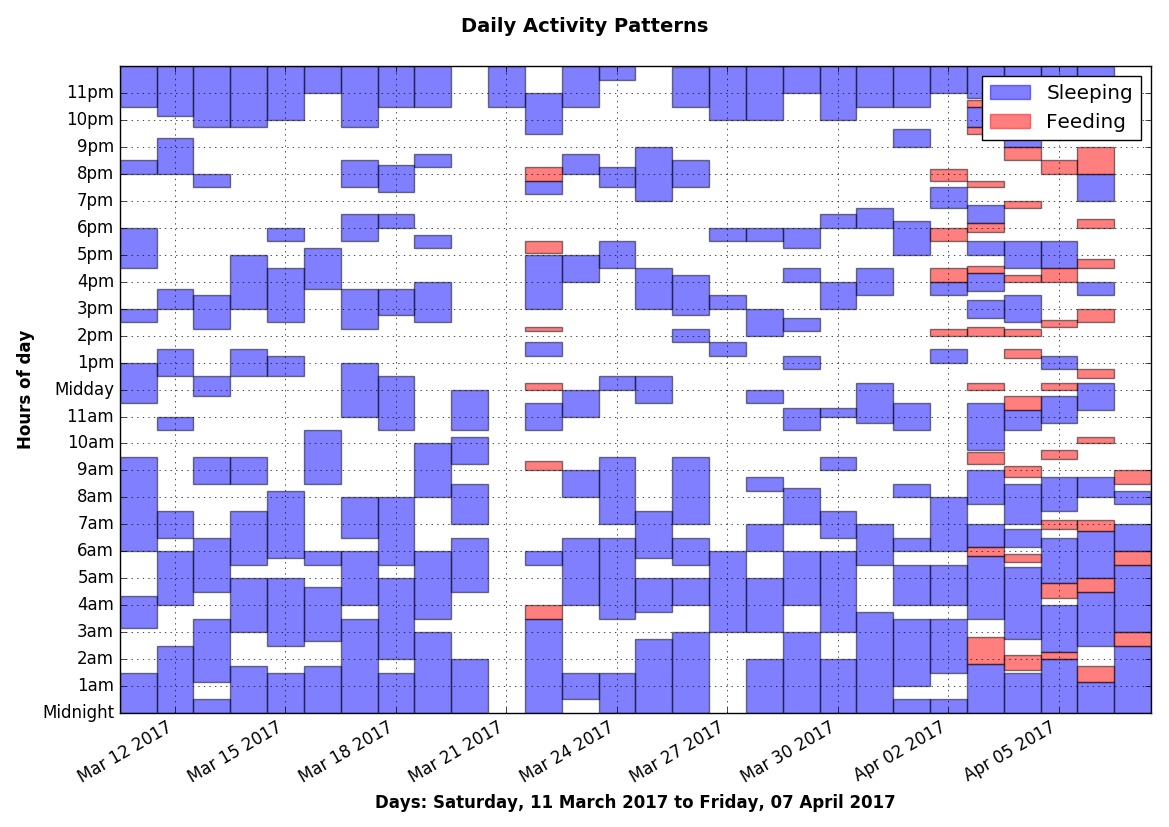 Daily Activity Patterns
Sleeping
Feeding
11pm
10pm
9pm
8pm
7pm
6pm
5pm
4pm
3pm
2pm
1pm
Midday
11am
10am
9am
8am
7am
6am
5am
4am
3am
2am
1am
Midnight
Hours of day
Mar 12 2017
Mar 15 2017
Mar 18 2017
Mar 21 2017
Mar 24 2017
Mar 27 2017
Mar 30 2017
Apr 02 2017
Apr 05 2017
Days: Saturday, 11 March 2017 to Friday, 07 April 2017